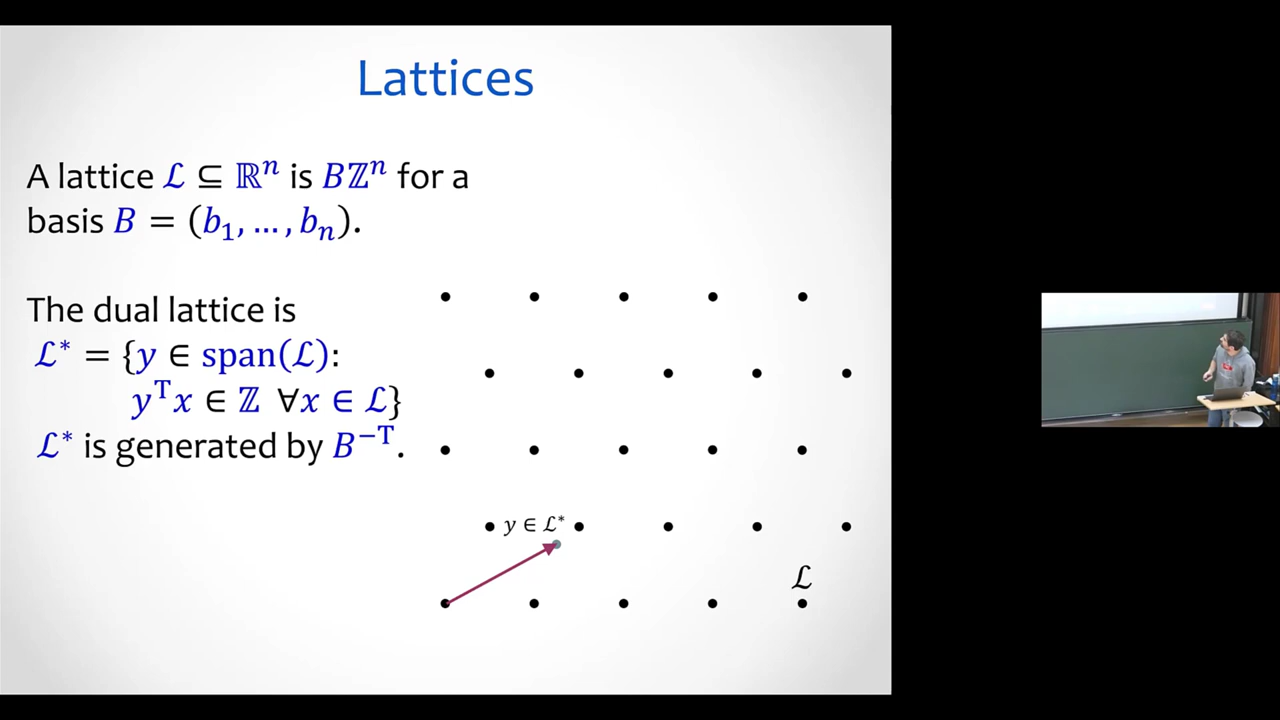 Lattices
A lattice ℒ ⊆ ℝⁿ is Bℤⁿ for a
basis B = (b₁, …, bₙ).
The dual lattice is
ℒ* = {y ∈ span(ℒ):
yᵀx ∈ ℤ ∀x ∈ ℒ}
ℒ* is generated by B⁻ᵀ.
y ∈ ℒ*
ℒ